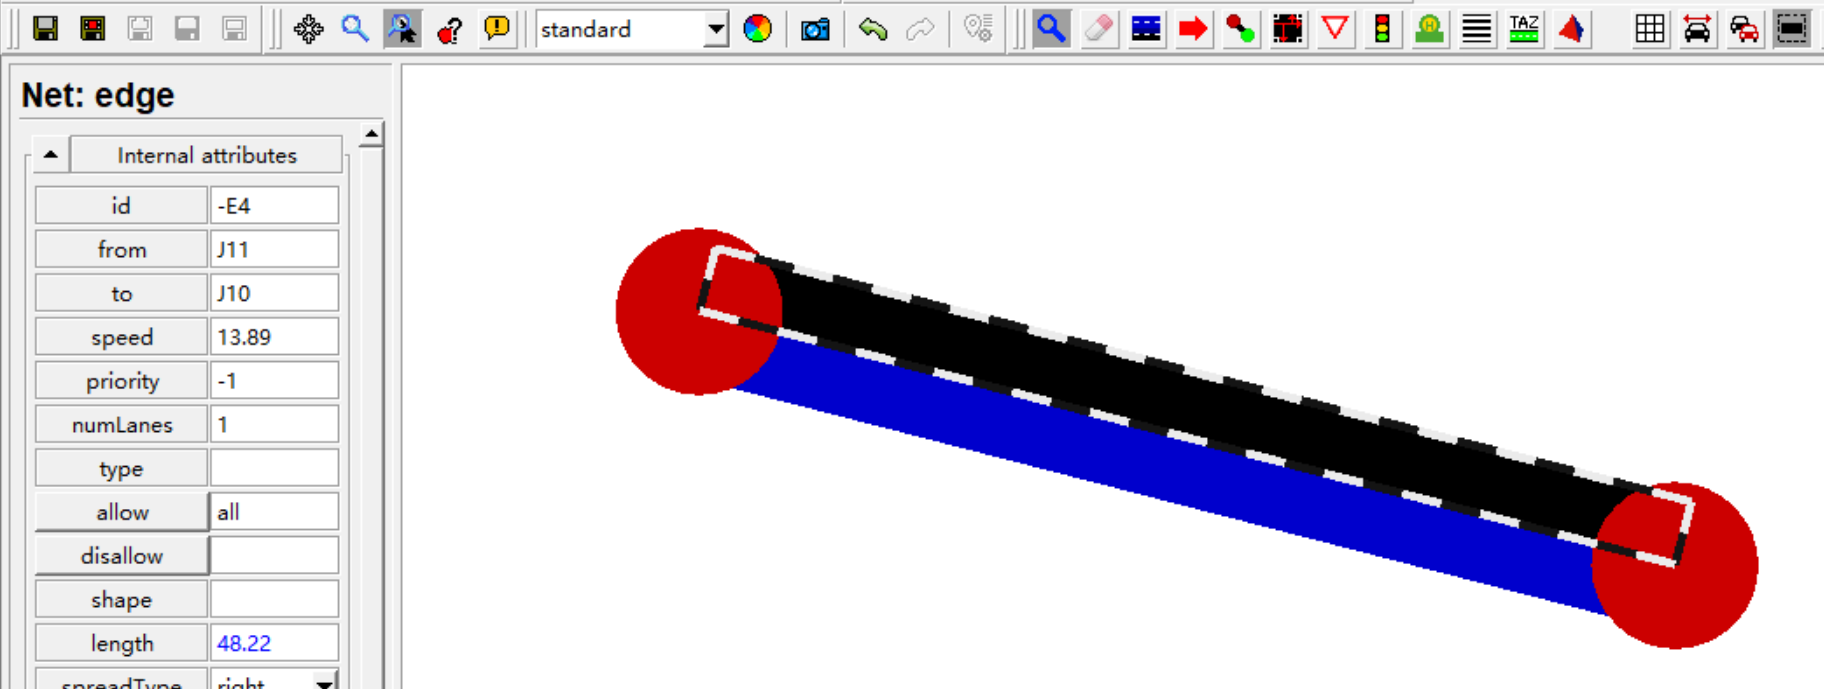 standard
TAZ
Net: edge
Internal attributes
id -E4
from J11
to J10
speed 13.89
priority -1
numLanes 1
type
allow all
disallow
shape
length 48.22
spreadType right